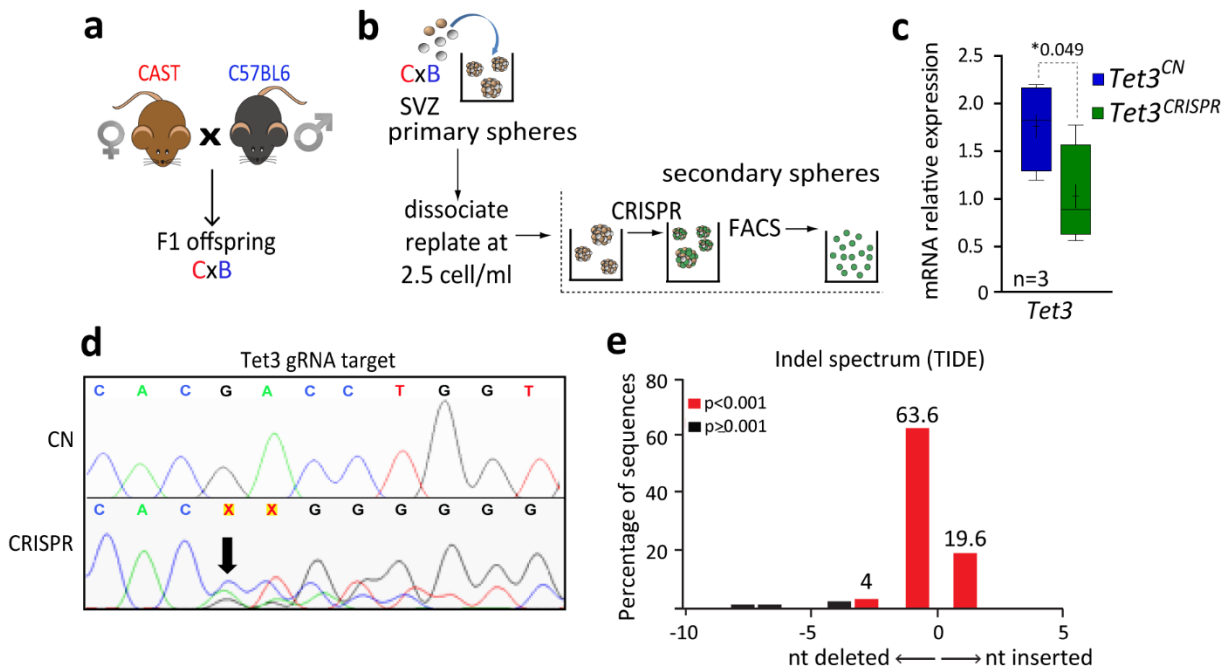 a
CAST
C57BL6
♀ x ♂
F1 offspring
CxB
b
CxB
SVZ
primary spheres
dissociate
replate at
2.5 cell/ml
secondary spheres
CRISPR
FACS
c
mRNA relative expression
2.5
2.0
1.5
1.0
0.5
0
*0.049
Tet3CN
Tet3CRISPR
n=3
Tet3
d
Tet3 gRNA target
C A C G A C C T G G T
CN
C A C X X G G G G G G
CRISPR
e
Indel spectrum (TIDE)
Percentage of sequences
80
60
40
20
p<0.001
p≥0.001
63.6
19.6
4
-10 -5 0 5
nt deleted ←→ nt inserted